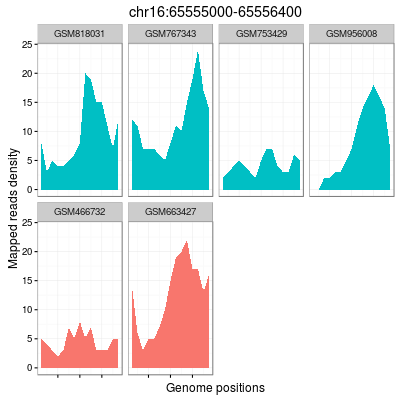 chr16:65555000-65556400
GSM818031 GSM767343 GSM753429 GSM956008
25
20
15
10
5
0
Mapped reads density
GSM466732 GSM663427
25
20
15
10
5
0
Genome positions